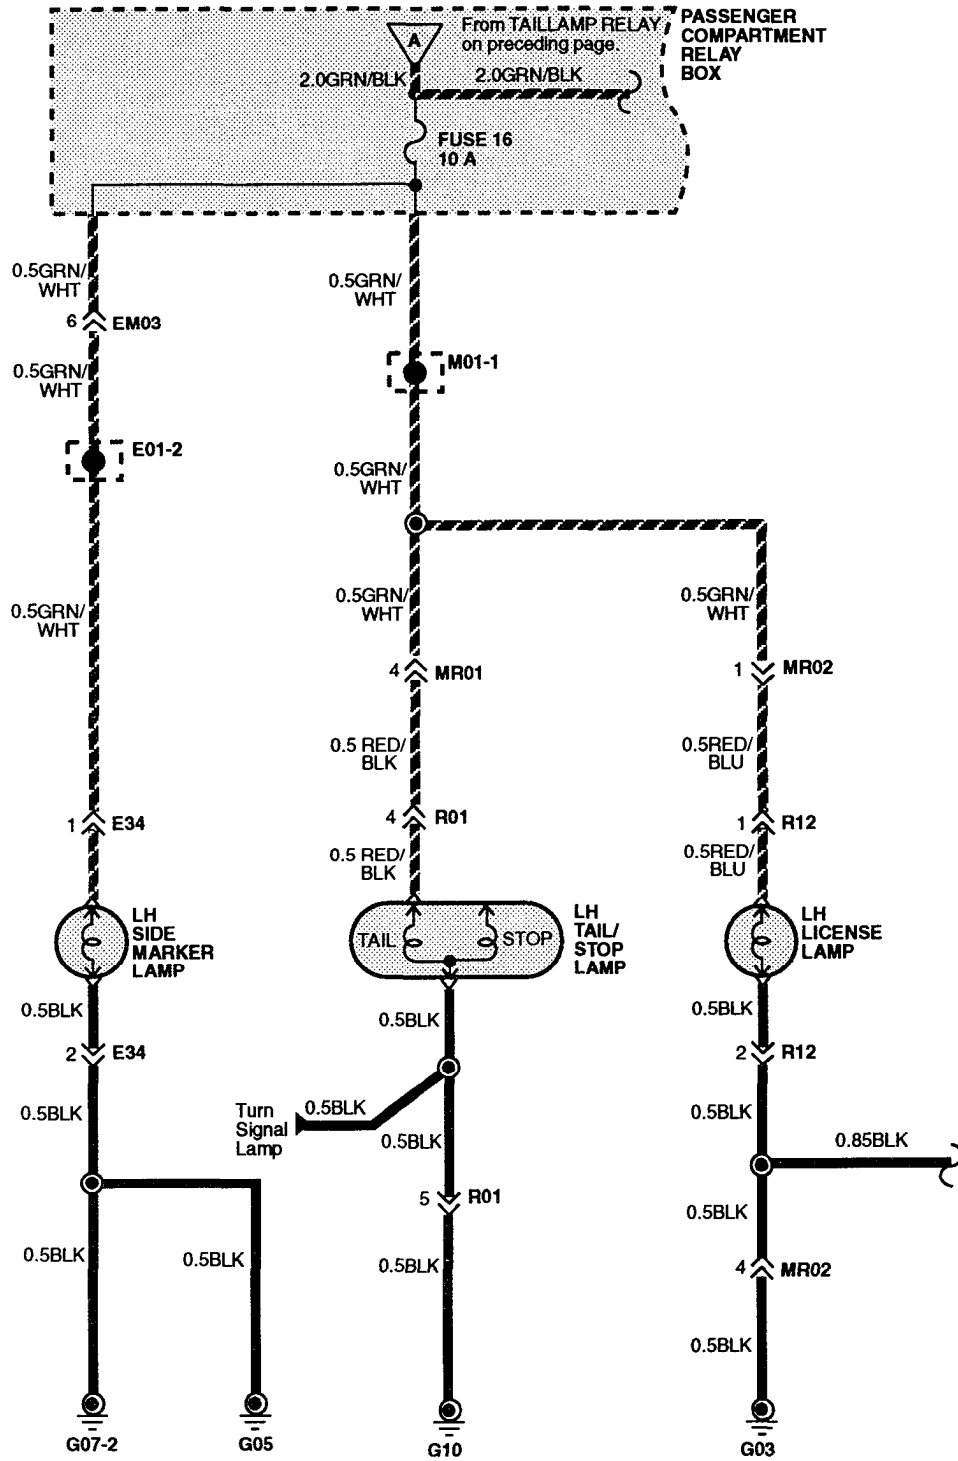 PASSENGER
COMPARTMENT
RELAY
BOX
A
From TAILLAMP RELAY
on preceding page.
2.0GRN/BLK
2.0GRN/BLK
FUSE 16
10 A
0.5GRN/
WHT
0.5GRN/
WHT
6
EM03
0.5GRN/
WHT
M01-1
E01-2
0.5GRN/
WHT
0.5GRN/
WHT
0.5GRN/
WHT
0.5GRN/
WHT
4
MR01
1
MR02
0.5 RED/
BLK
0.5RED/
BLU
1
E34
4
R01
1
R12
0.5 RED/
BLK
0.5RED/
BLU
LH
SIDE
MARKER
LAMP
TAIL
STOP
LH
TAIL/
STOP
LAMP
LH
LICENSE
LAMP
0.5BLK
0.5BLK
0.5BLK
2
E34
2
R12
0.5BLK
Turn
Signal
Lamp
0.5BLK
0.5BLK
0.5BLK
0.85BLK
5
R01
0.5BLK
0.5BLK
0.5BLK
0.5BLK
4
MR02
0.5BLK
G07-2
G05
G10
G03